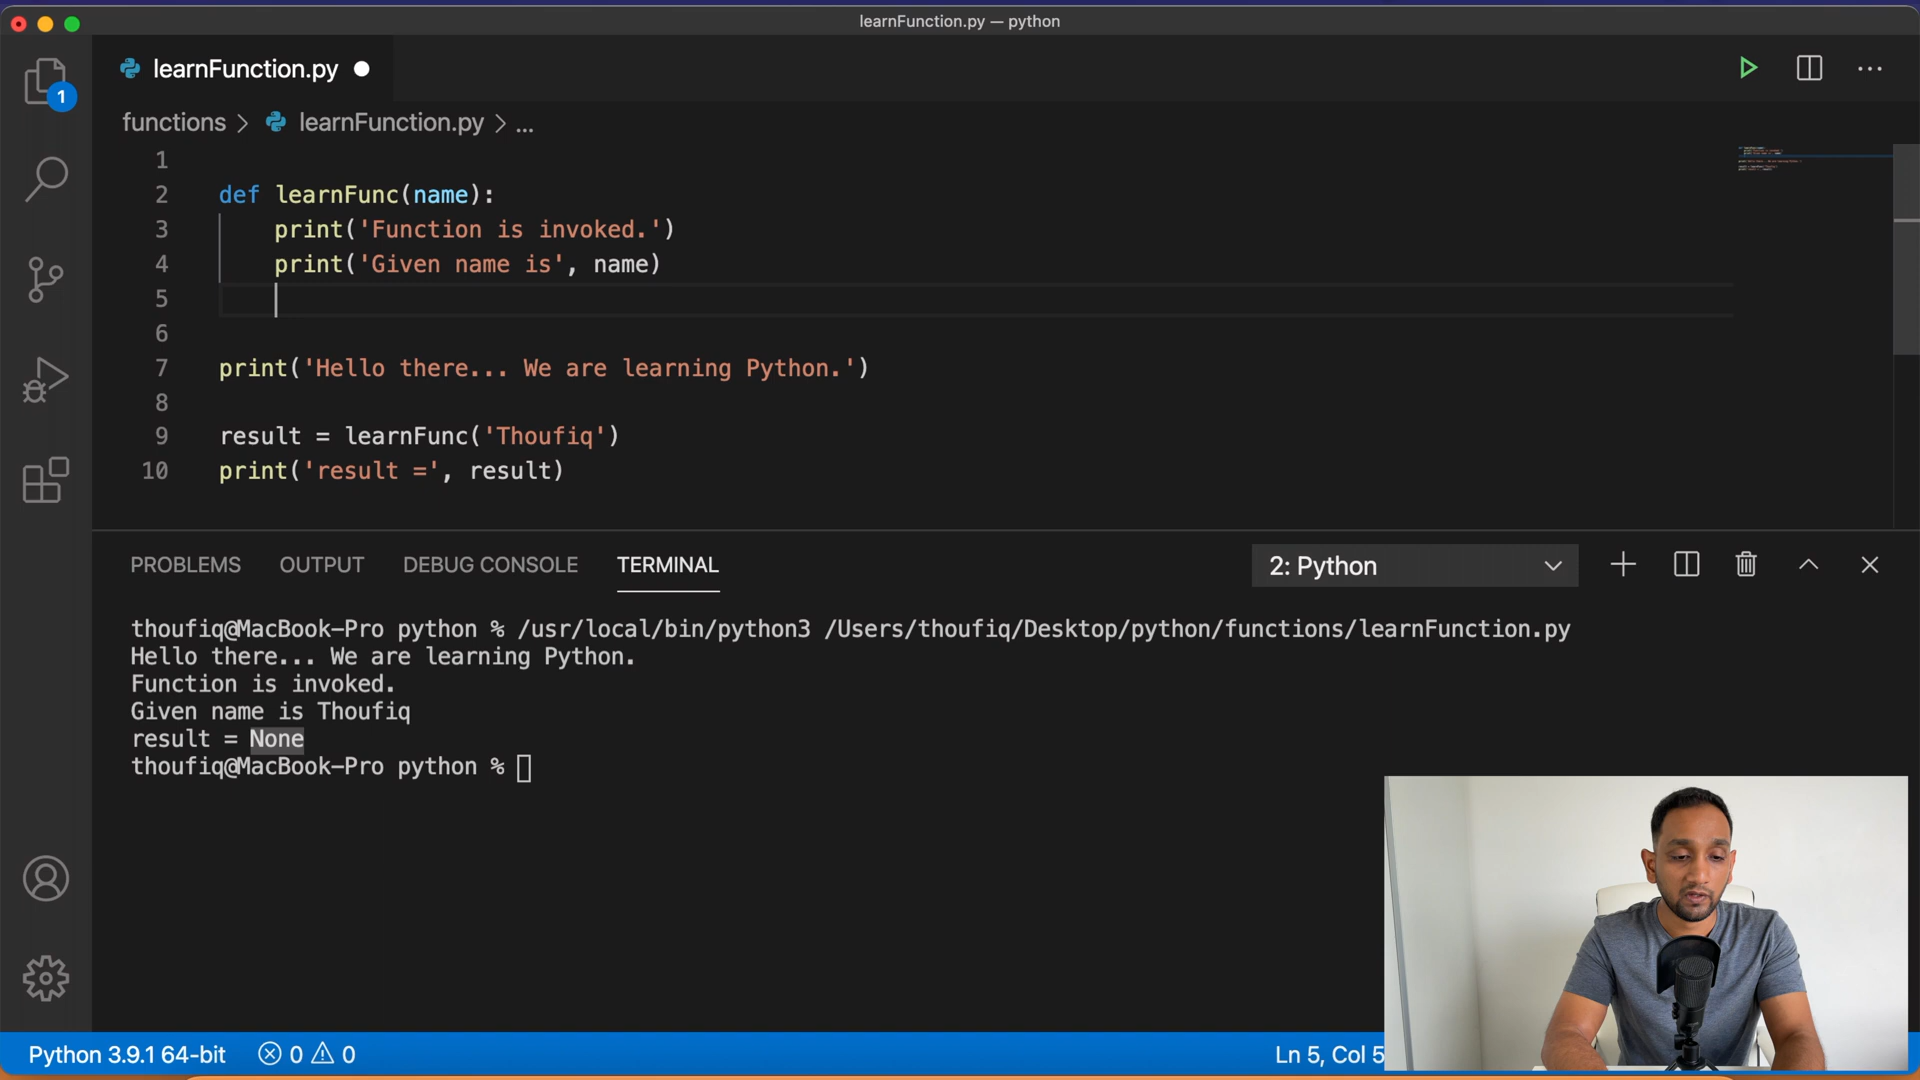 learnFunction.py — python
learnFunction.py
1
functions > learnFunction.py > ...
1
2 def learnFunc(name):
3 print('Function is invoked.')
4 print('Given name is', name)
5
6
7 print('Hello there... We are learning Python.')
8
9 result = learnFunc('Thoufiq')
10 print('result =', result)
PROBLEMS OUTPUT DEBUG CONSOLE TERMINAL 2: Python
thoufiq@MacBook-Pro python % /usr/local/bin/python3 /Users/thoufiq/Desktop/python/functions/learnFunction.py
Hello there... We are learning Python.
Function is invoked.
Given name is Thoufiq
result = None
thoufiq@MacBook-Pro python %
Python 3.9.1 64-bit 0 0 Ln 5, Col 5